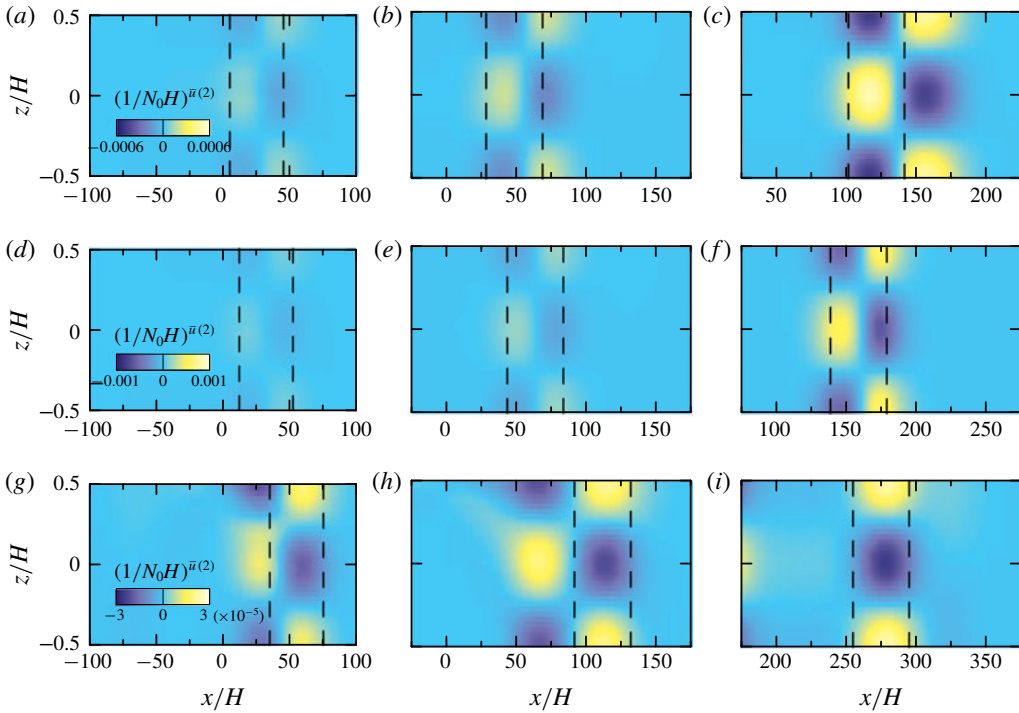 (a) (b) (c)
0.5
z/H 0
(1/N₀H)^ū(2)
−0.0006 0 0.0006
−0.5
−100 −50 0 50 100 0 50 100 150 50 100 150 200
(d) (e) (f)
0.5
z/H 0
(1/N₀H)^ū(2)
−0.001 0 0.001
−0.5
−100 −50 0 50 100 0 50 100 150 100 150 200 250
(g) (h) (i)
0.5
z/H 0
(1/N₀H)^ū(2)
−3 0 3 (×10⁻⁵)
−0.5
−100 −50 0 50 100 0 50 100 150 200 250 300 350
x/H x/H x/H